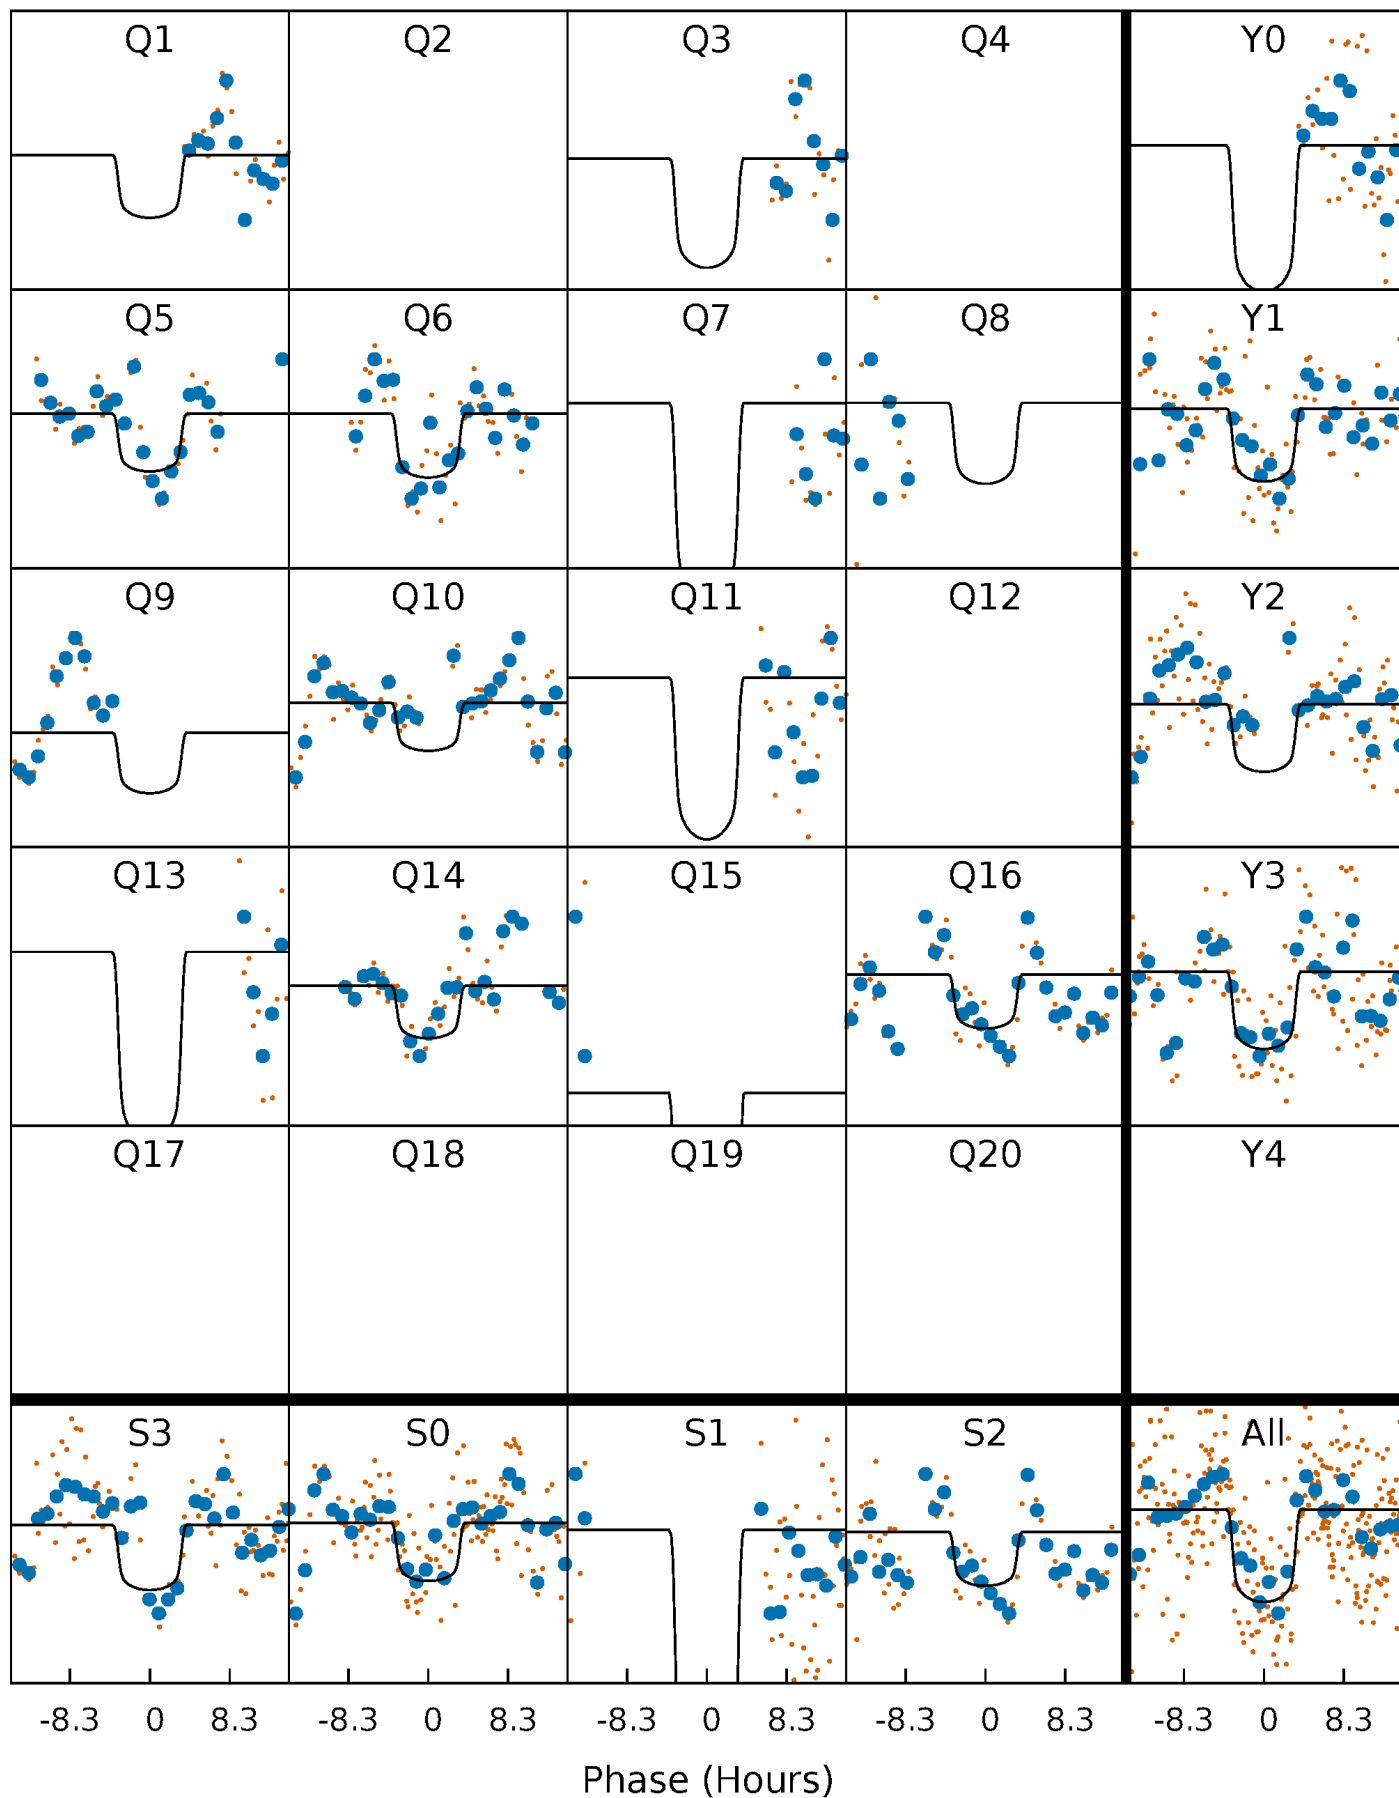 Q1 Q2 Q3 Q4 Y0
Q5 Q6 Q7 Q8 Y1
Q9 Q10 Q11 Q12 Y2
Q13 Q14 Q15 Q16 Y3
Q17 Q18 Q19 Q20 Y4
S3 S0 S1 S2 All
-8.3 0 8.3 -8.3 0 8.3 -8.3 0 8.3 -8.3 0 8.3 -8.3 0 8.3
Phase (Hours)